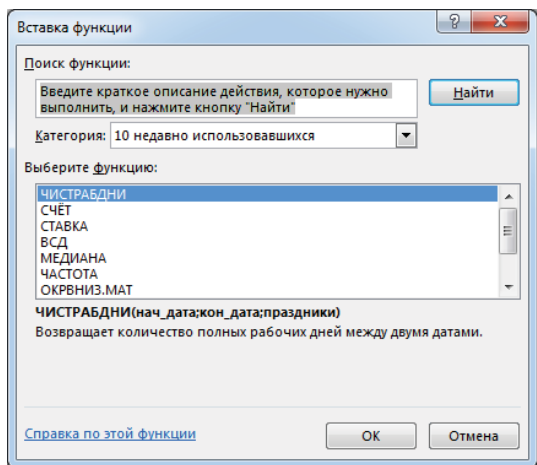 Вставка функции
Поиск функции:
Введите краткое описание действия, которое нужно
выполнить, и нажмите кнопку "Найти"
Найти
Категория: 10 недавно использовавшихся
Выберите функцию:
ЧИСТРАБДНИ
СЧЁТ
СТАВКА
ВСД
МЕДИАНА
ЧАСТОТА
ОКРВНИЗ.МАТ
ЧИСТРАБДНИ(нач_дата;кон_дата;праздники)
Возвращает количество полных рабочих дней между двумя датами.
Справка по этой функции
ОК
Отмена